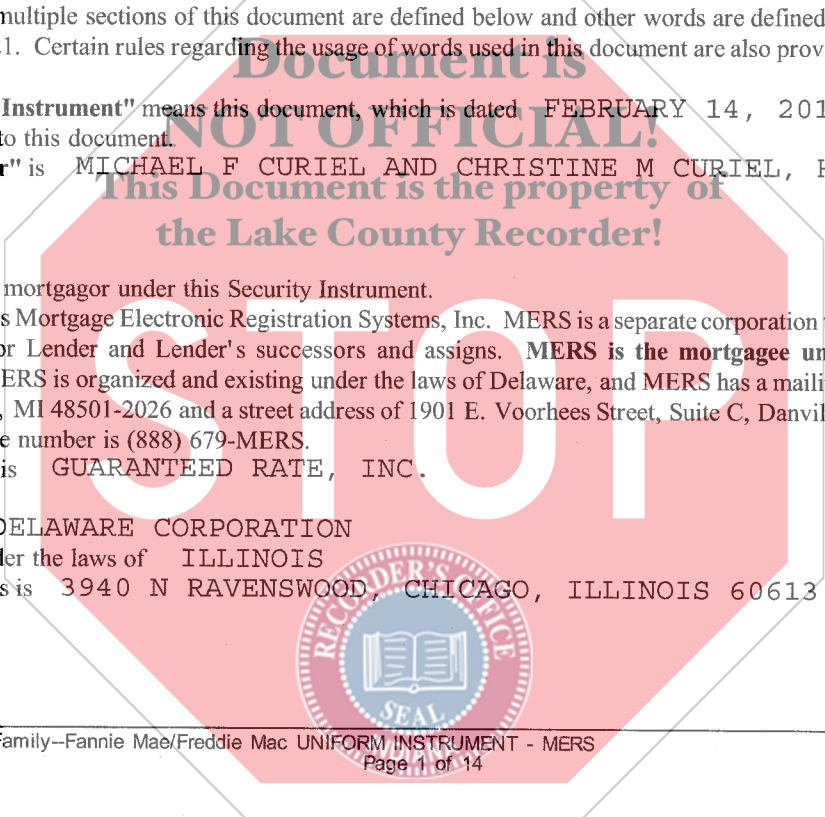 multiple sections of this document are defined below and other words are defined
1. Certain rules regarding the usage of words used in this document are also prov
Document is
Instrument" means this document, which is dated FEBRUARY 14, 201
NOT OFFICIAL!
to this document.
r" is MICHAEL F CURIEL AND CHRISTINE M CURIEL, H
This Document is the property of
the Lake County Recorder!
mortgagor under this Security Instrument.
s Mortgage Electronic Registration Systems, Inc. MERS is a separate corporation
or Lender and Lender's successors and assigns. MERS is the mortgagee un
ERS is organized and existing under the laws of Delaware, and MERS has a maili
, MI 48501-2026 and a street address of 1901 E. Voorhees Street, Suite C, Danvil
e number is (888) 679-MERS.
STOP
is GUARANTEED RATE, INC.
DELAWARE CORPORATION
der the laws of ILLINOIS
s is 3940 N RAVENSWOOD, CHICAGO, ILLINOIS 60613
RECORDER'S OFFICE
SEAL
INDIANA
Family--Fannie Mae/Freddie Mac UNIFORM INSTRUMENT - MERS
Page 1 of 14